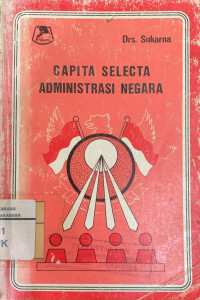 Drs. Sukarna
CAPITA SELECTA
ADMINISTRASI NEGARA